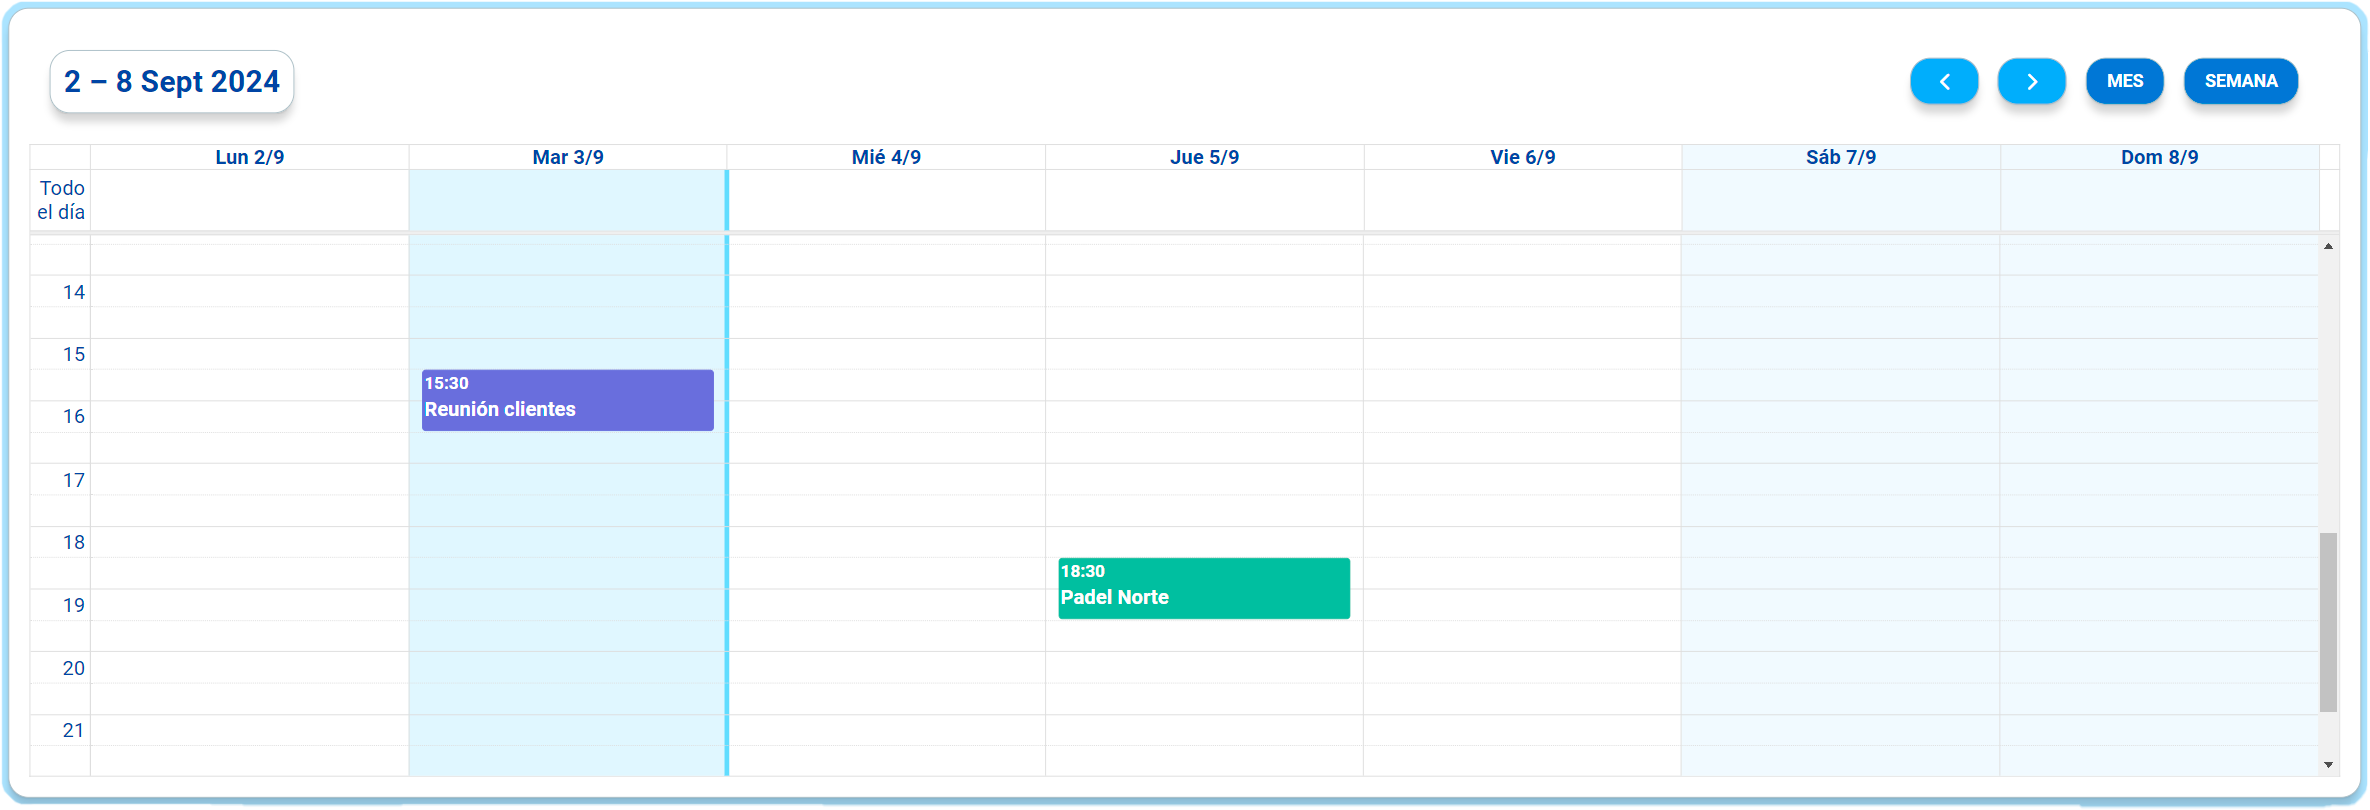 2 – 8 Sept 2024
MES
SEMANA
Lun 2/9
Mar 3/9
Mié 4/9
Jue 5/9
Vie 6/9
Sáb 7/9
Dom 8/9
Todo
el día
14
15
15:30
Reunión clientes
16
17
18
18:30
Padel Norte
19
20
21